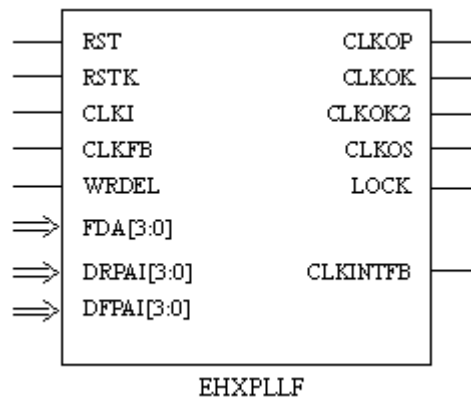 RST CLKOP
RSTK CLKOK
CLKI CLKOK2
CLKFB CLKOS
WRDEL LOCK
FDA[3:0]
DRPAI[3:0] CLKINTFB
DFPAI[3:0]
EHXPLLF